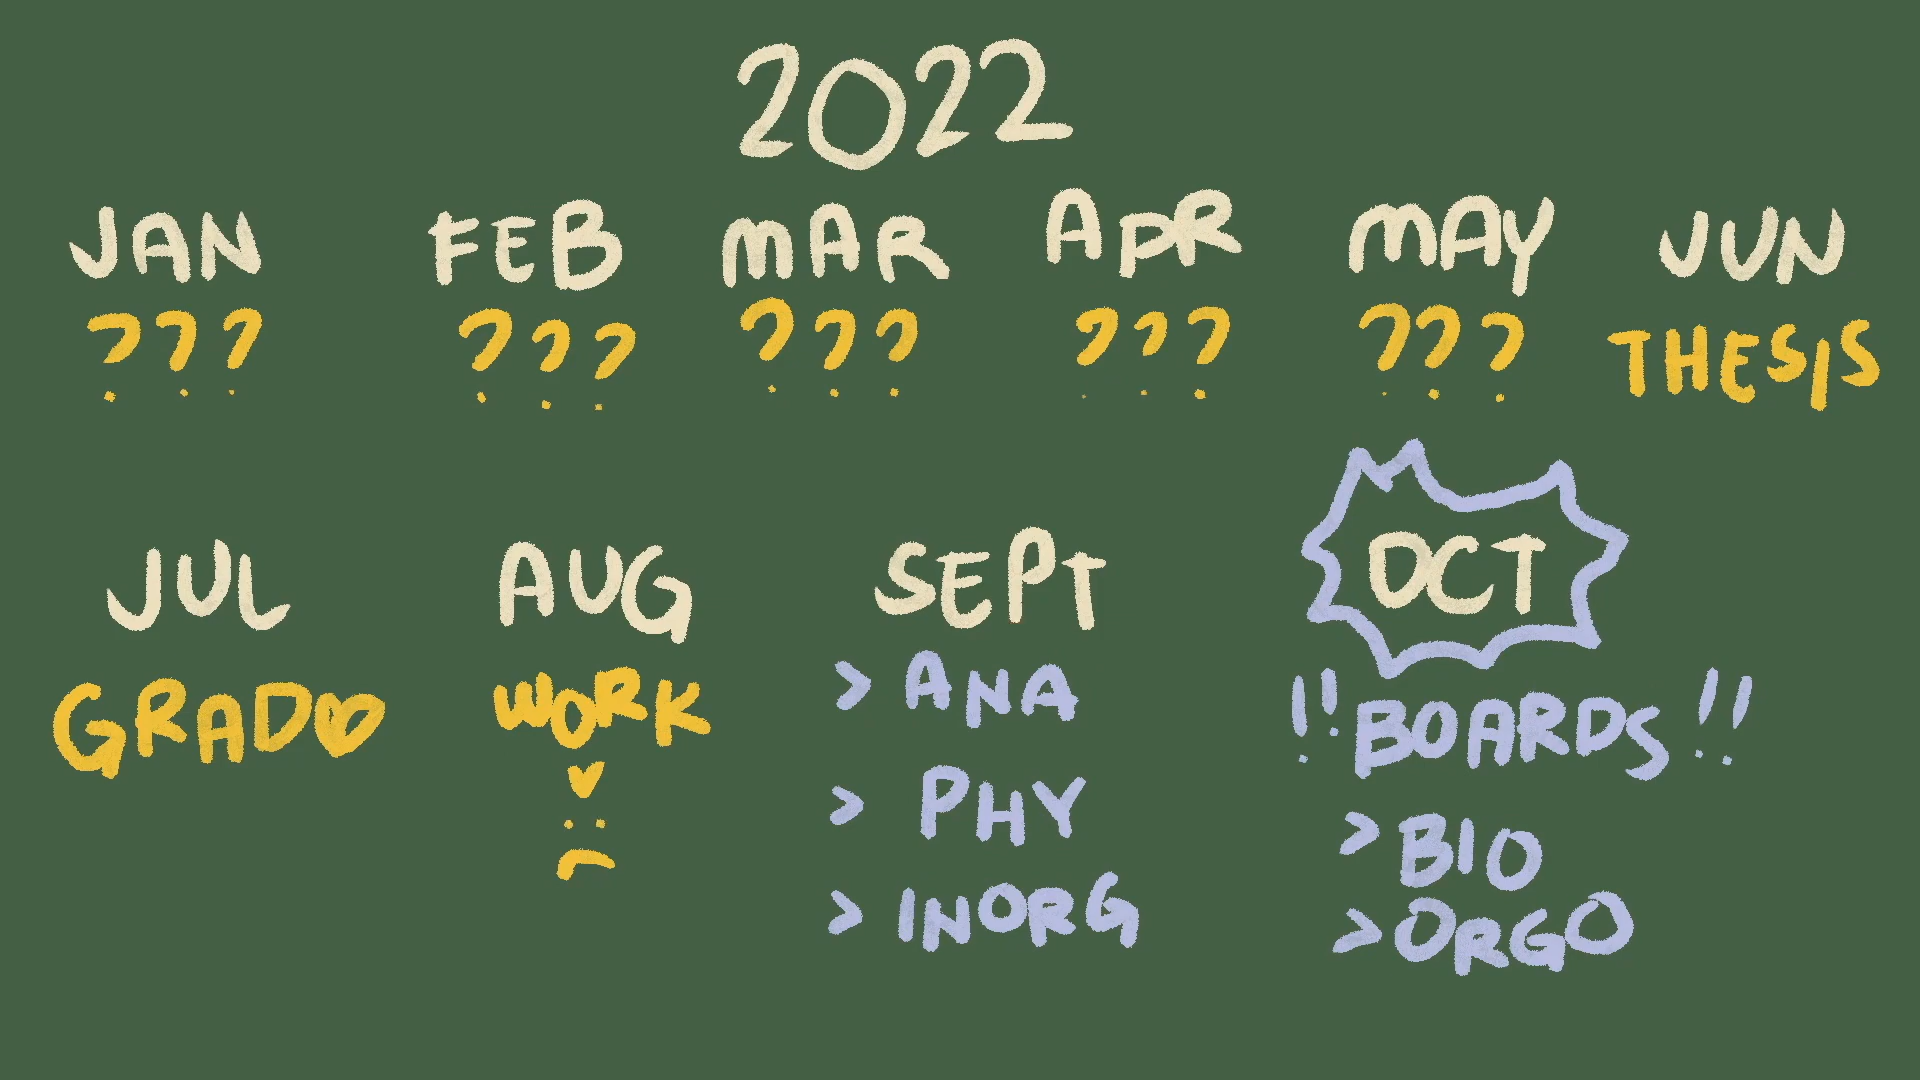 2022
JAN FEB MAR APR MAY JUN
??? ??? ??? ??? ??? THESIS
JUL AUG SEPT OCT
GRAD WORK > ANA !! BOARDS !!
> PHY > BIO
> INORG > ORGO